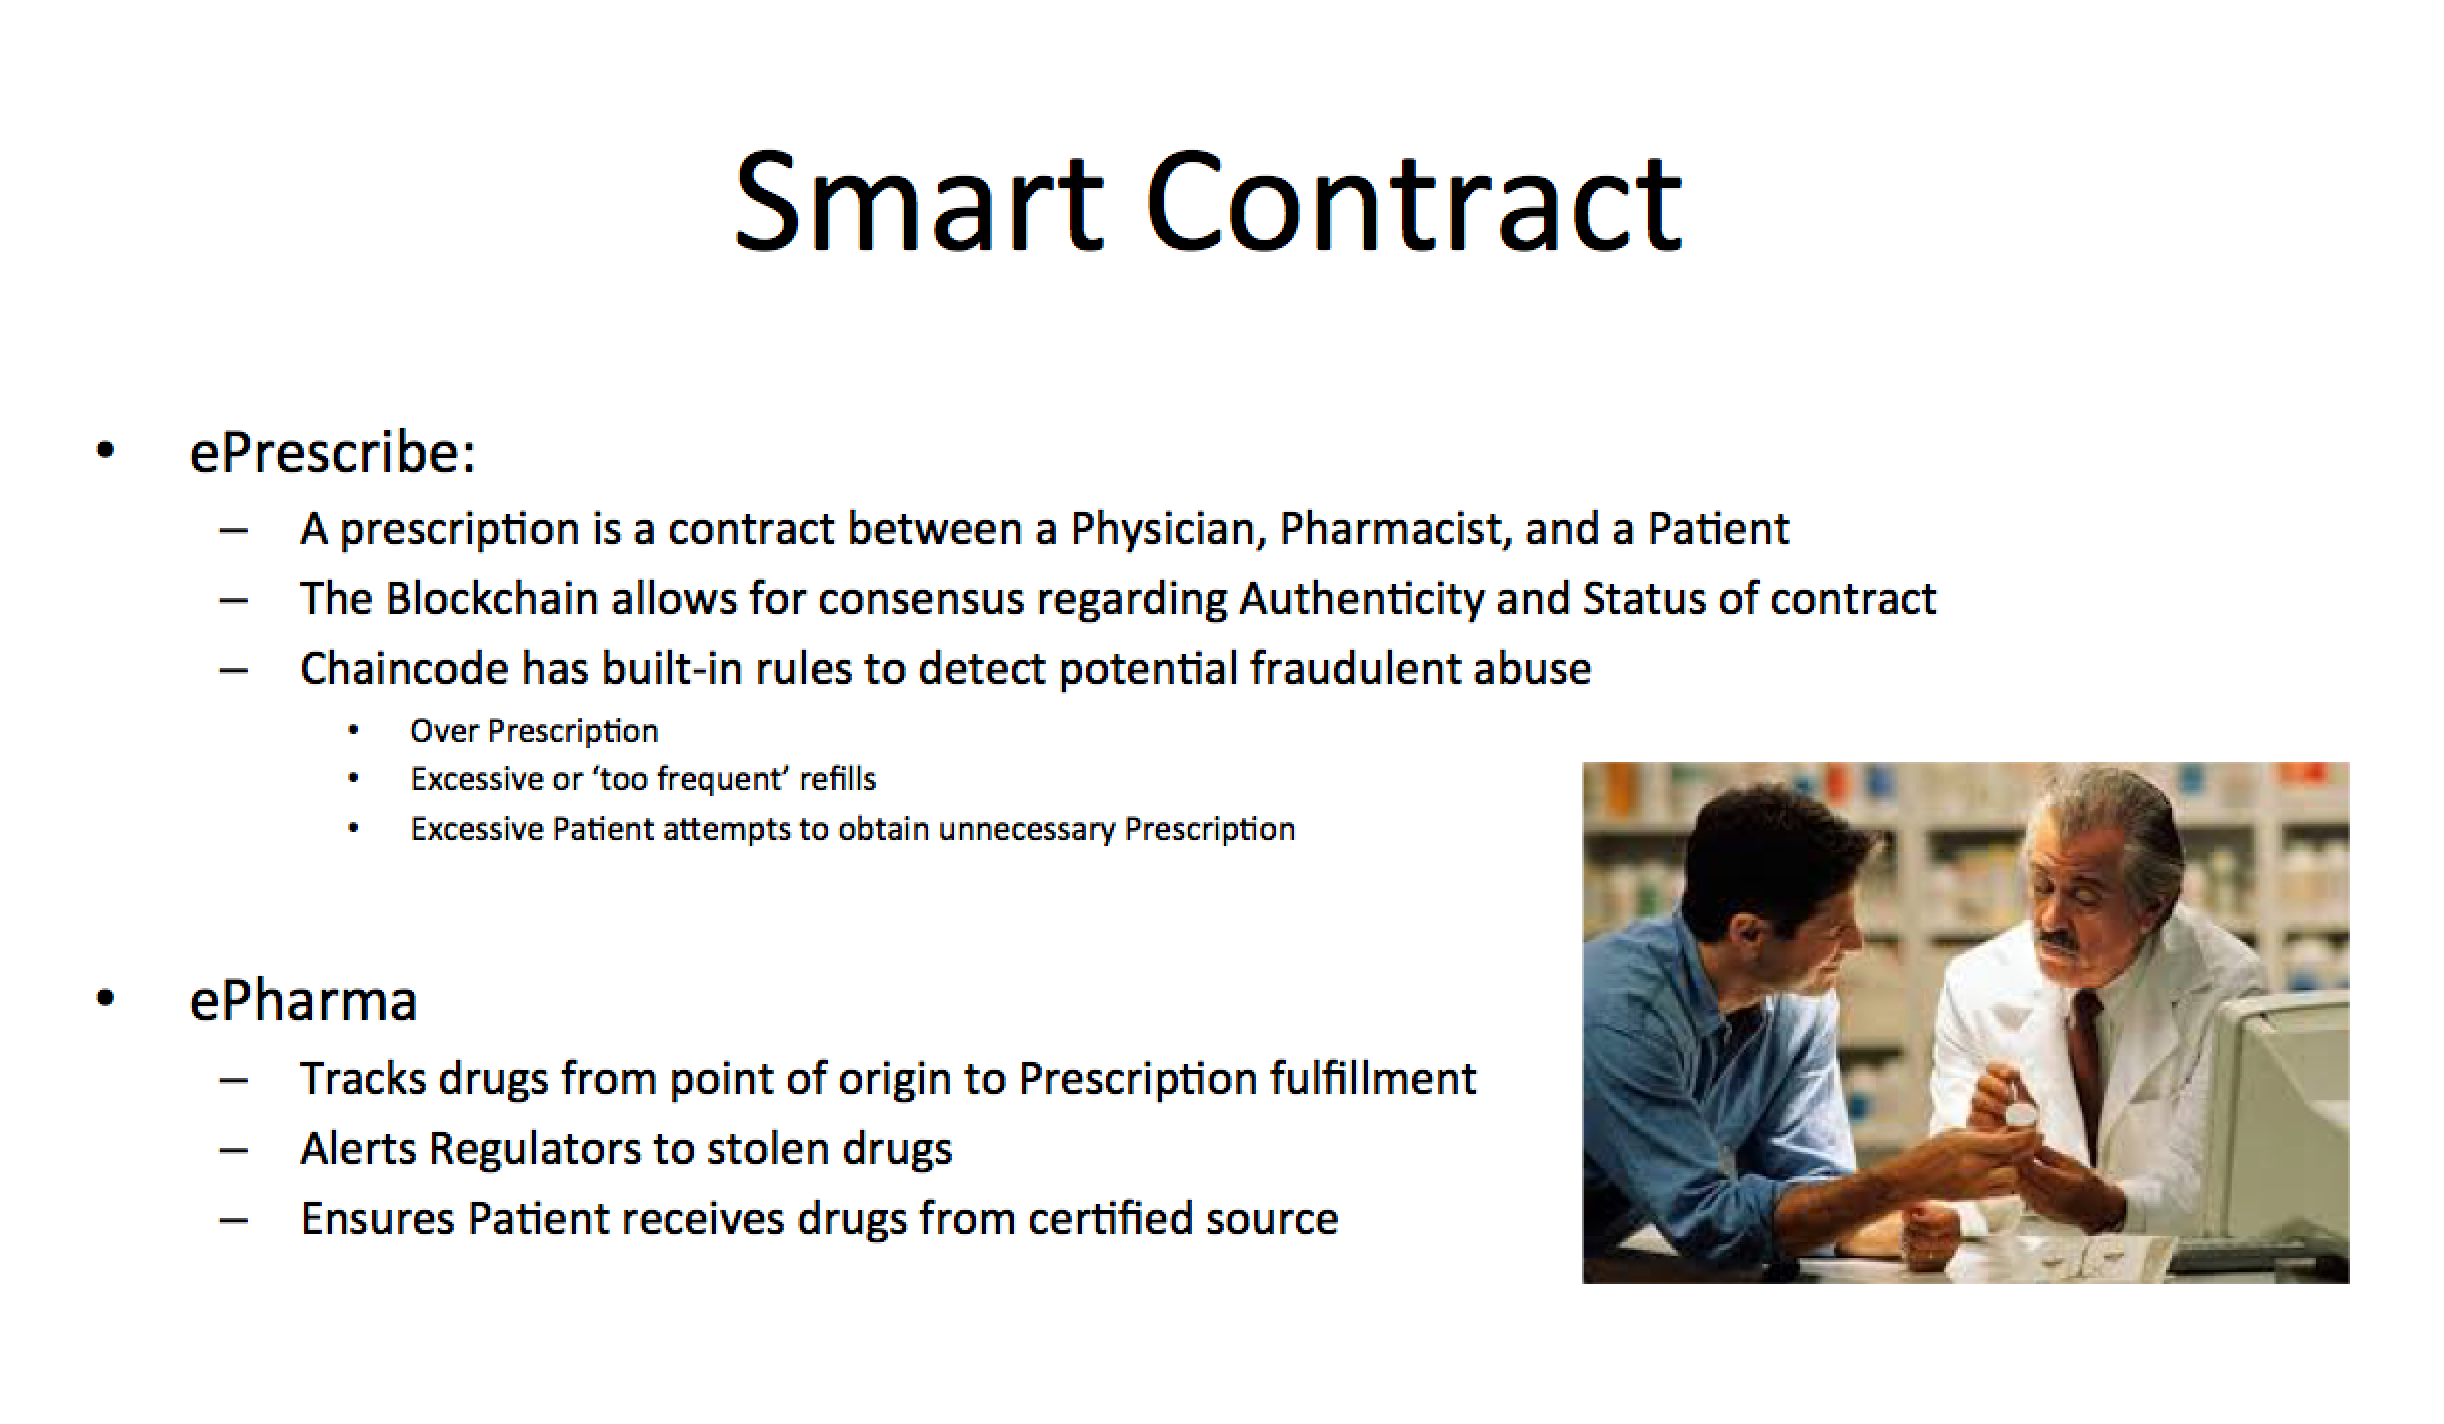 Smart Contract
• ePrescribe:
– A prescription is a contract between a Physician, Pharmacist, and a Patient
– The Blockchain allows for consensus regarding Authenticity and Status of contract
– Chaincode has built-in rules to detect potential fraudulent abuse
• Over Prescription
• Excessive or ‘too frequent’ refills
• Excessive Patient attempts to obtain unnecessary Prescription
• ePharma
– Tracks drugs from point of origin to Prescription fulfillment
– Alerts Regulators to stolen drugs
– Ensures Patient receives drugs from certified source